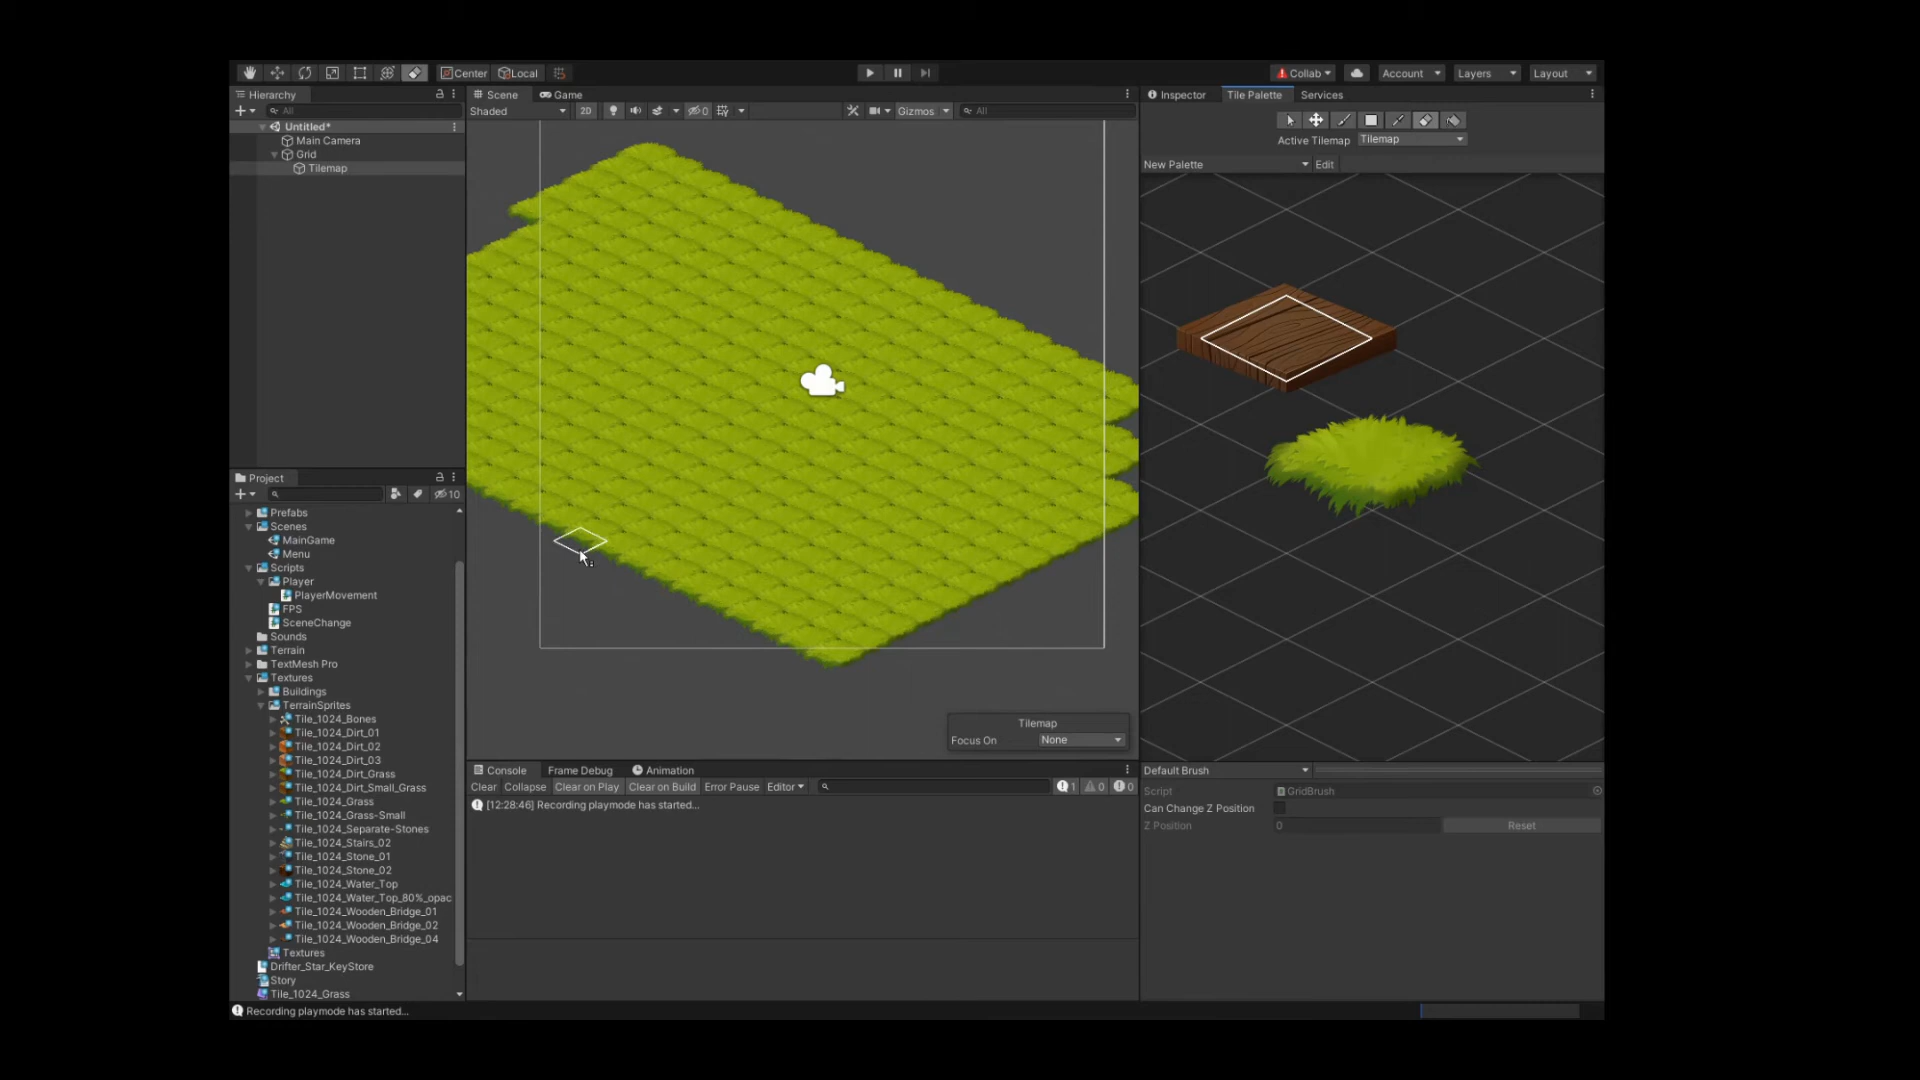 Center
Local
Collab
Account
Layers
Layout
Hierarchy
All
Untitled*
Main Camera
Grid
Tilemap
Scene
Game
Shaded
2D
0
Gizmos
All
Inspector
Tile Palette
Services
Active Tilemap
Tilemap
New Palette
Edit
Project
10
Prefabs
Scenes
MainGame
Menu
Scripts
Player
PlayerMovement
FPS
SceneChange
Sounds
Terrain
TextMesh Pro
Textures
Buildings
TerrainSprites
Tile_1024_Bones
Tile_1024_Dirt_01
Tile_1024_Dirt_02
Tile_1024_Dirt_03
Tile_1024_Dirt_Grass
Tile_1024_Dirt_Small_Grass
Tile_1024_Grass
Tile_1024_Grass-Small
Tile_1024_Separate-Stones
Tile_1024_Stairs_02
Tile_1024_Stone_01
Tile_1024_Stone_02
Tile_1024_Water_Top
Tile_1024_Water_Top_80%_opac
Tile_1024_Wooden_Bridge_01
Tile_1024_Wooden_Bridge_02
Tile_1024_Wooden_Bridge_04
Textures
Drifter_Star_KeyStore
Story
Tile_1024_Grass
Tilemap
Focus On
None
Console
Frame Debug
Animation
Clear
Collapse
Clear on Play
Clear on Build
Error Pause
Editor
1
0
0
[12:28:46] Recording playmode has started...
Default Brush
Script
GridBrush
Can Change Z Position
Z Position
0
Reset
Recording playmode has started...